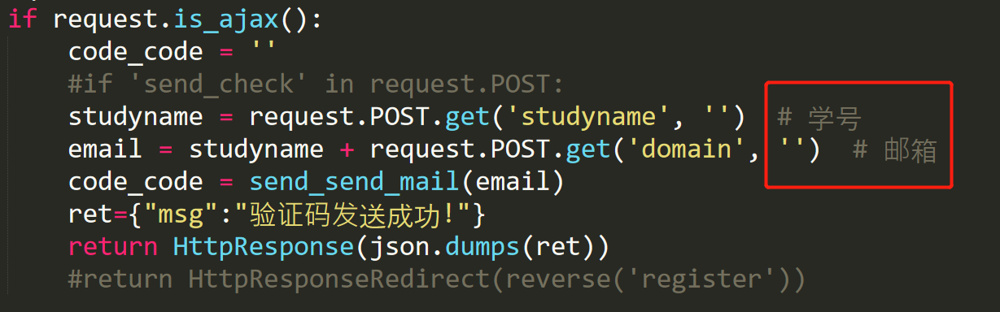 if request.is_ajax():
code_code = ''
#if 'send_check' in request.POST:
studyname = request.POST.get('studyname', '') # 学号
email = studyname + request.POST.get('domain', '') # 邮箱
code_code = send_send_mail(email)
ret={"msg":"验证码发送成功!"}
return HttpResponse(json.dumps(ret))
#return HttpResponseRedirect(reverse('register'))